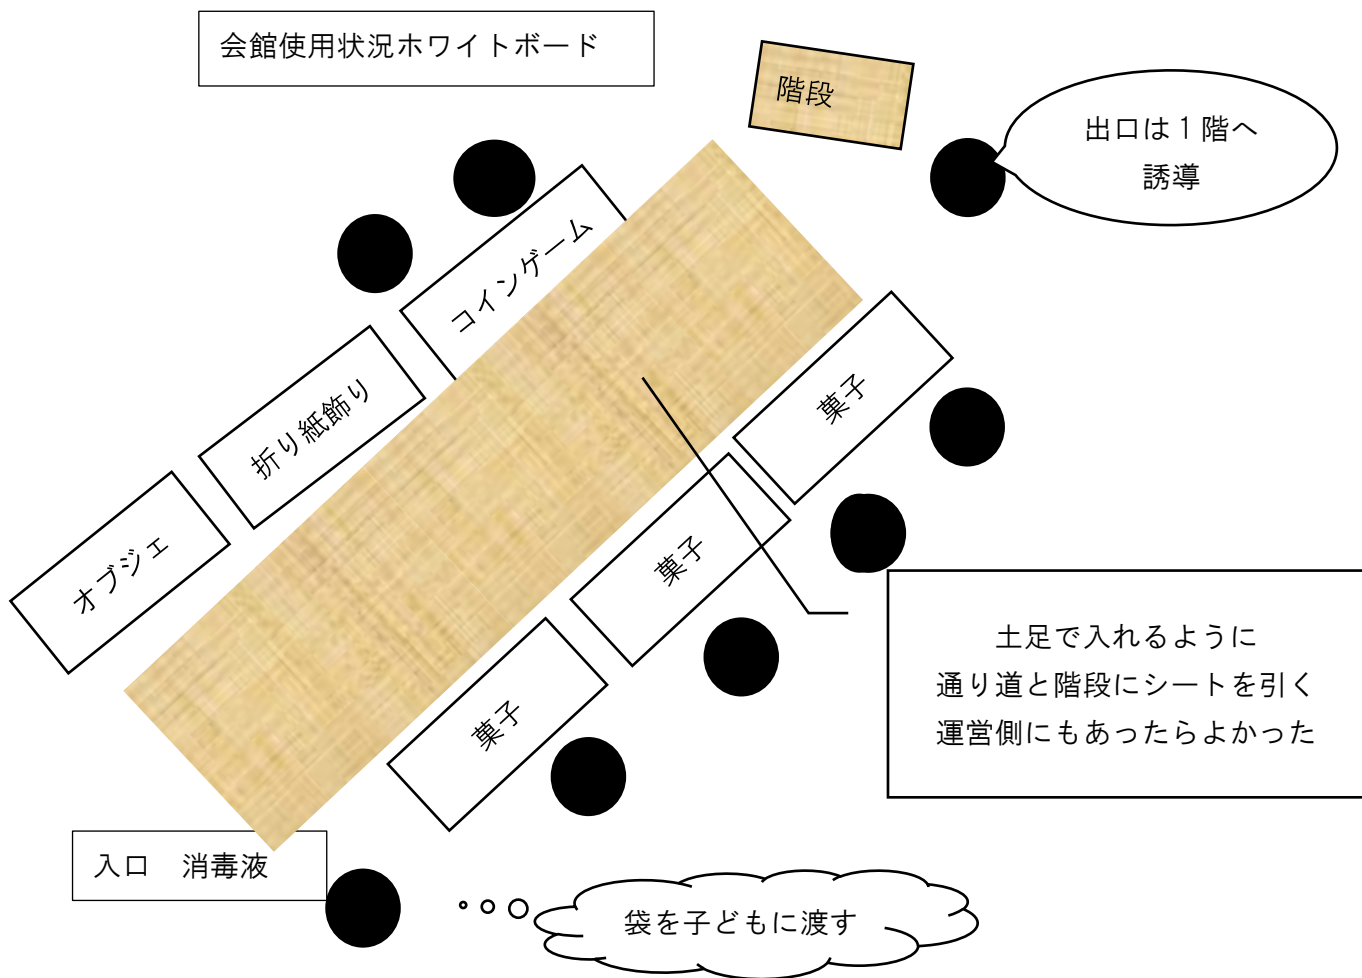 会館使用状況ホワイトボード
階段
出口は１階へ
誘導
コインゲーム
折り紙飾り
オブジェ
菓子
菓子
菓子
土足で入れるように
通り道と階段にシートを引く
運営側にもあったらよかった
入口　消毒液
袋を子どもに渡す